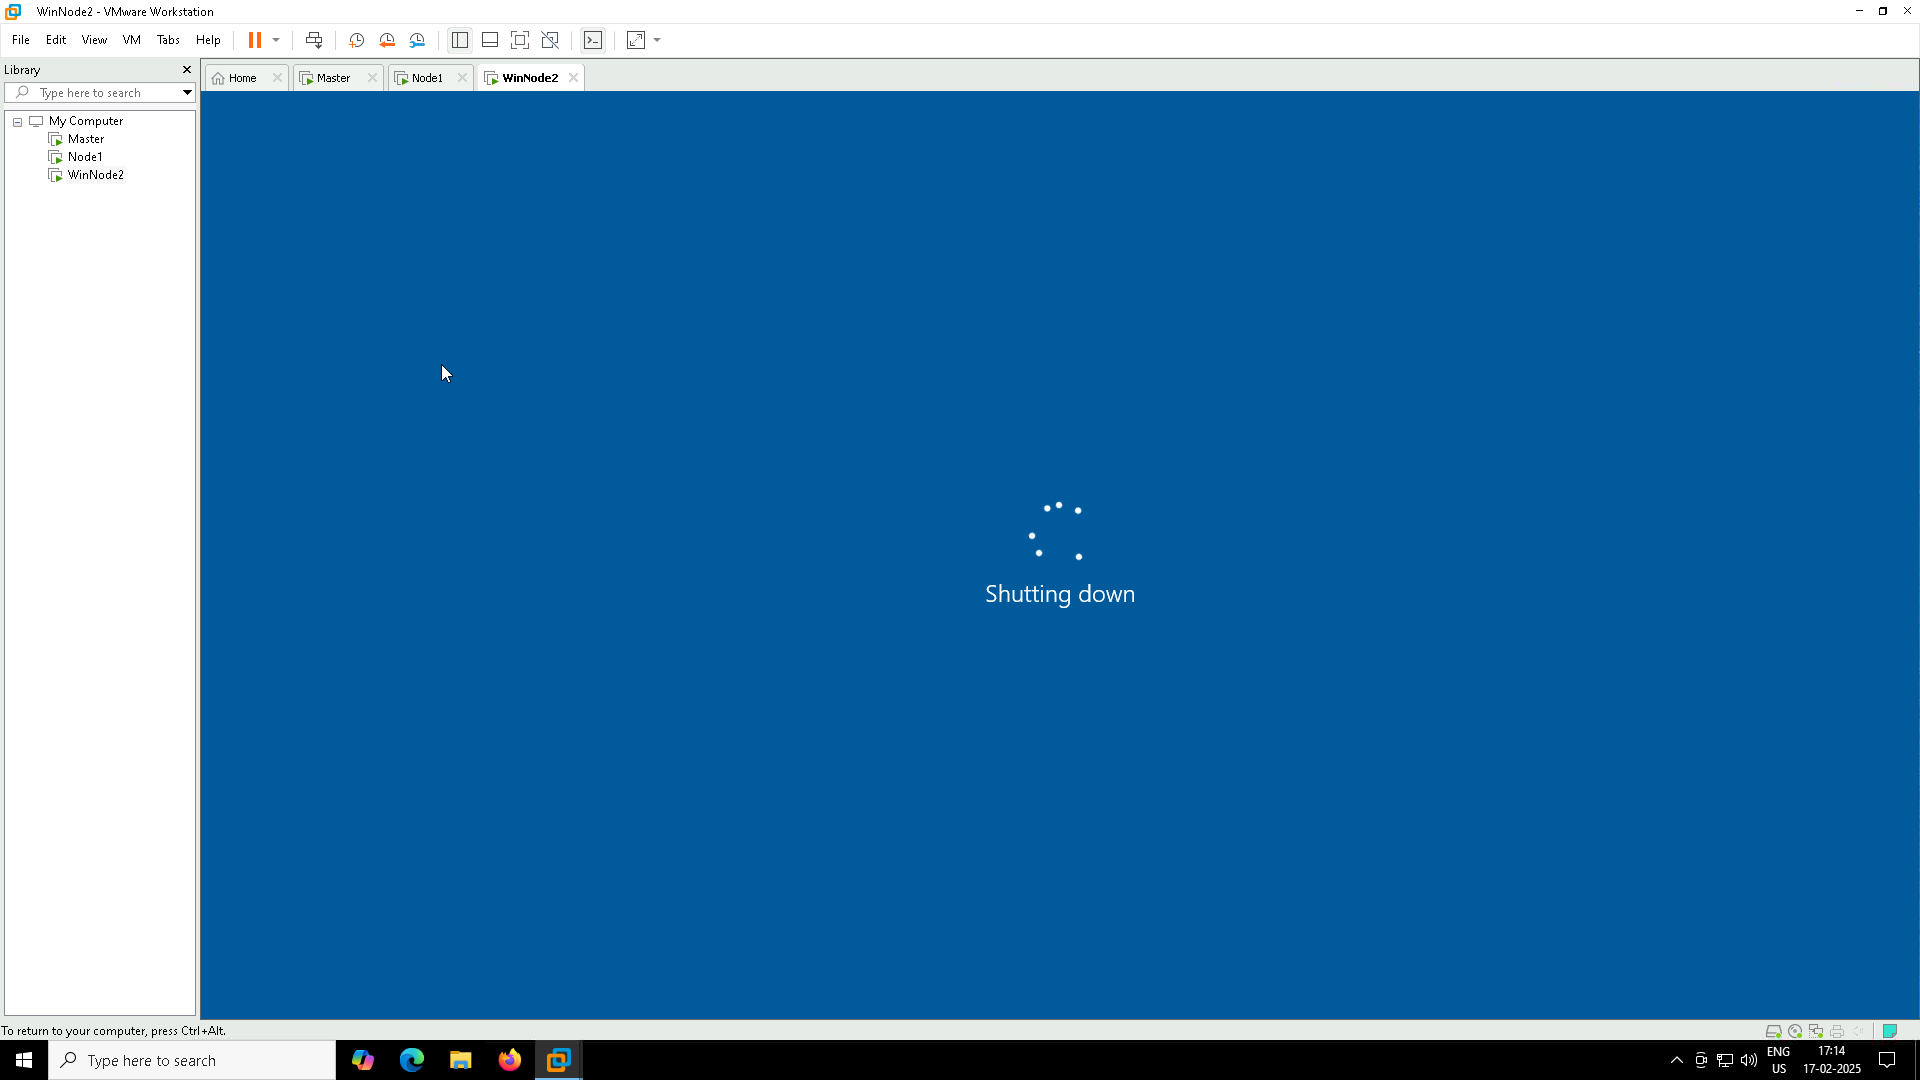 WinNode2 - VMware Workstation
File Edit View VM Tabs Help
Library
Type here to search
Home Master Node1 WinNode2
My Computer
Master
Node1
WinNode2
Shutting down
To return to your computer, press Ctrl+Alt.
Type here to search
ENG
US
17:14
17-02-2025